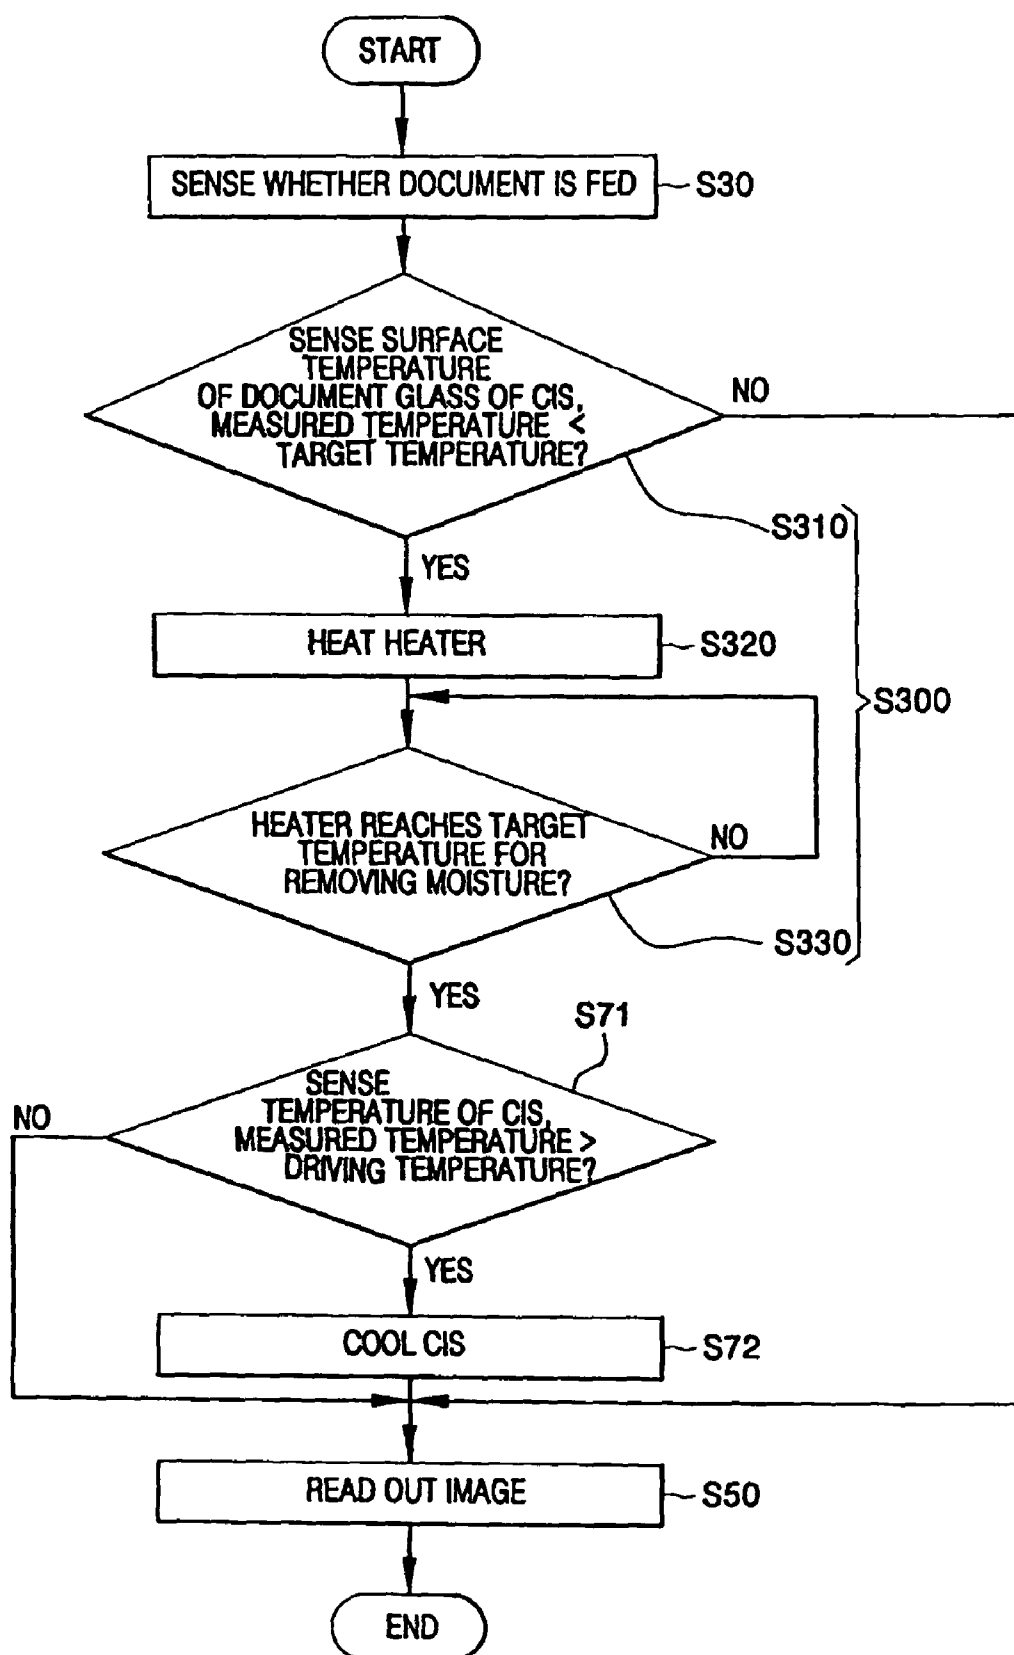 START
SENSE WHETHER DOCUMENT IS FED
S30
SENSE SURFACE
TEMPERATURE
OF DOCUMENT GLASS OF CIS,
MEASURED TEMPERATURE <
TARGET TEMPERATURE?
NO
S310
YES
HEAT HEATER
S320
S300
HEATER REACHES TARGET
TEMPERATURE FOR
REMOVING MOISTURE?
NO
S330
YES
S71
SENSE
TEMPERATURE OF CIS,
MEASURED TEMPERATURE >
DRIVING TEMPERATURE?
NO
YES
COOL CIS
S72
READ OUT IMAGE
S50
END